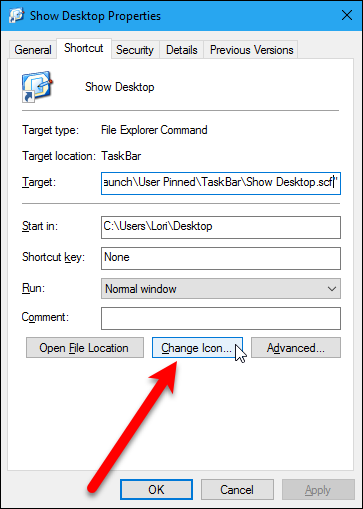 Show Desktop Properties
General Shortcut Security Details Previous Versions
Show Desktop
Target type: File Explorer Command
Target location: TaskBar
Target: aunch\User Pinned\TaskBar\Show Desktop.scf"
Start in: C:\Users\Lori\Desktop
Shortcut key: None
Run: Normal window
Comment:
Open File Location Change Icon... Advanced...
OK Cancel Apply